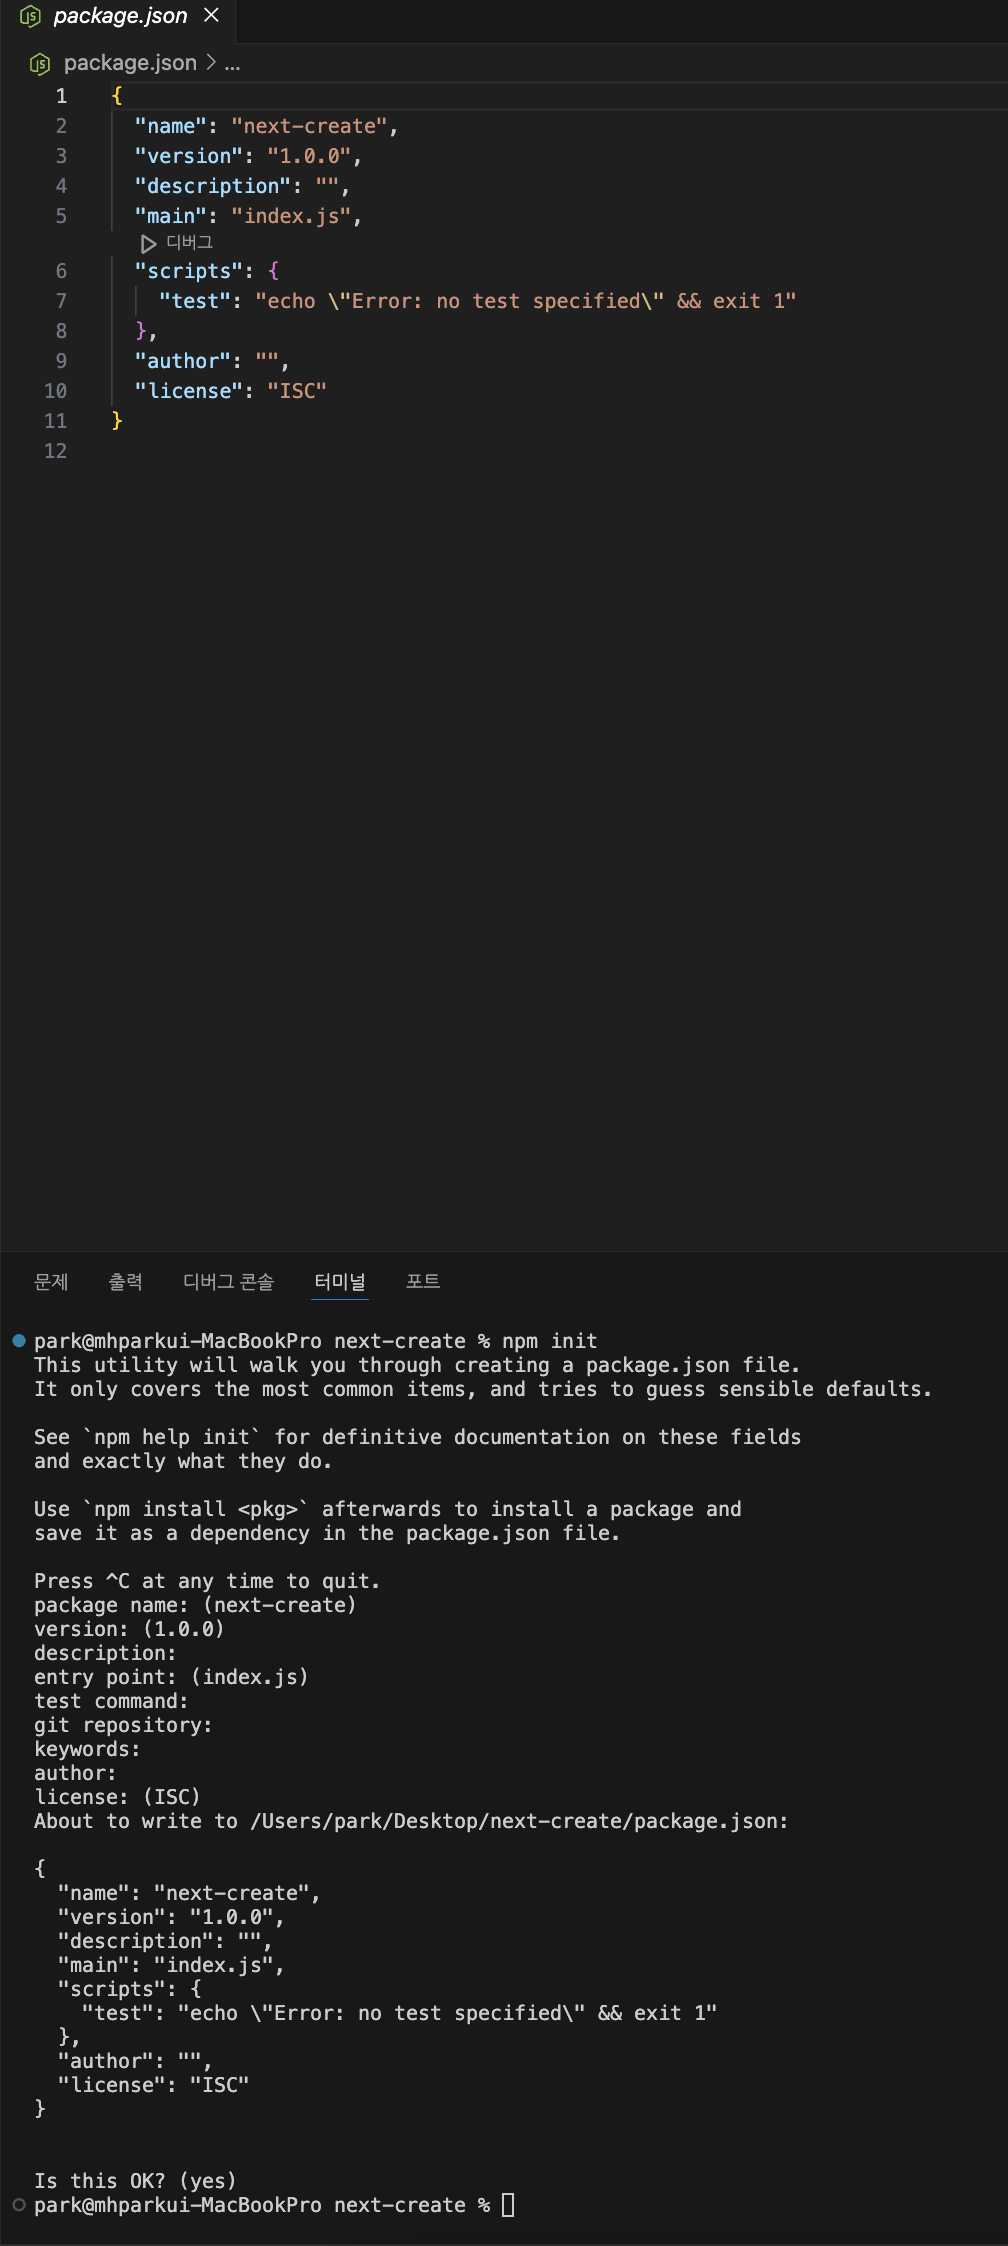 package.json
package.json > ...
1 {
2 "name": "next-create",
3 "version": "1.0.0",
4 "description": "",
5 "main": "index.js",
디버그
6 "scripts": {
7 "test": "echo \"Error: no test specified\" && exit 1"
8 },
9 "author": "",
10 "license": "ISC"
11 }
12
문제 출력 디버그 콘솔 터미널 포트
park@mhparkui-MacBookPro next-create % npm init
This utility will walk you through creating a package.json file.
It only covers the most common items, and tries to guess sensible defaults.
See `npm help init` for definitive documentation on these fields
and exactly what they do.
Use `npm install <pkg>` afterwards to install a package and
save it as a dependency in the package.json file.
Press ^C at any time to quit.
package name: (next-create)
version: (1.0.0)
description:
entry point: (index.js)
test command:
git repository:
keywords:
author:
license: (ISC)
About to write to /Users/park/Desktop/next-create/package.json:
{
"name": "next-create",
"version": "1.0.0",
"description": "",
"main": "index.js",
"scripts": {
"test": "echo \"Error: no test specified\" && exit 1"
},
"author": "",
"license": "ISC"
}
Is this OK? (yes)
park@mhparkui-MacBookPro next-create %